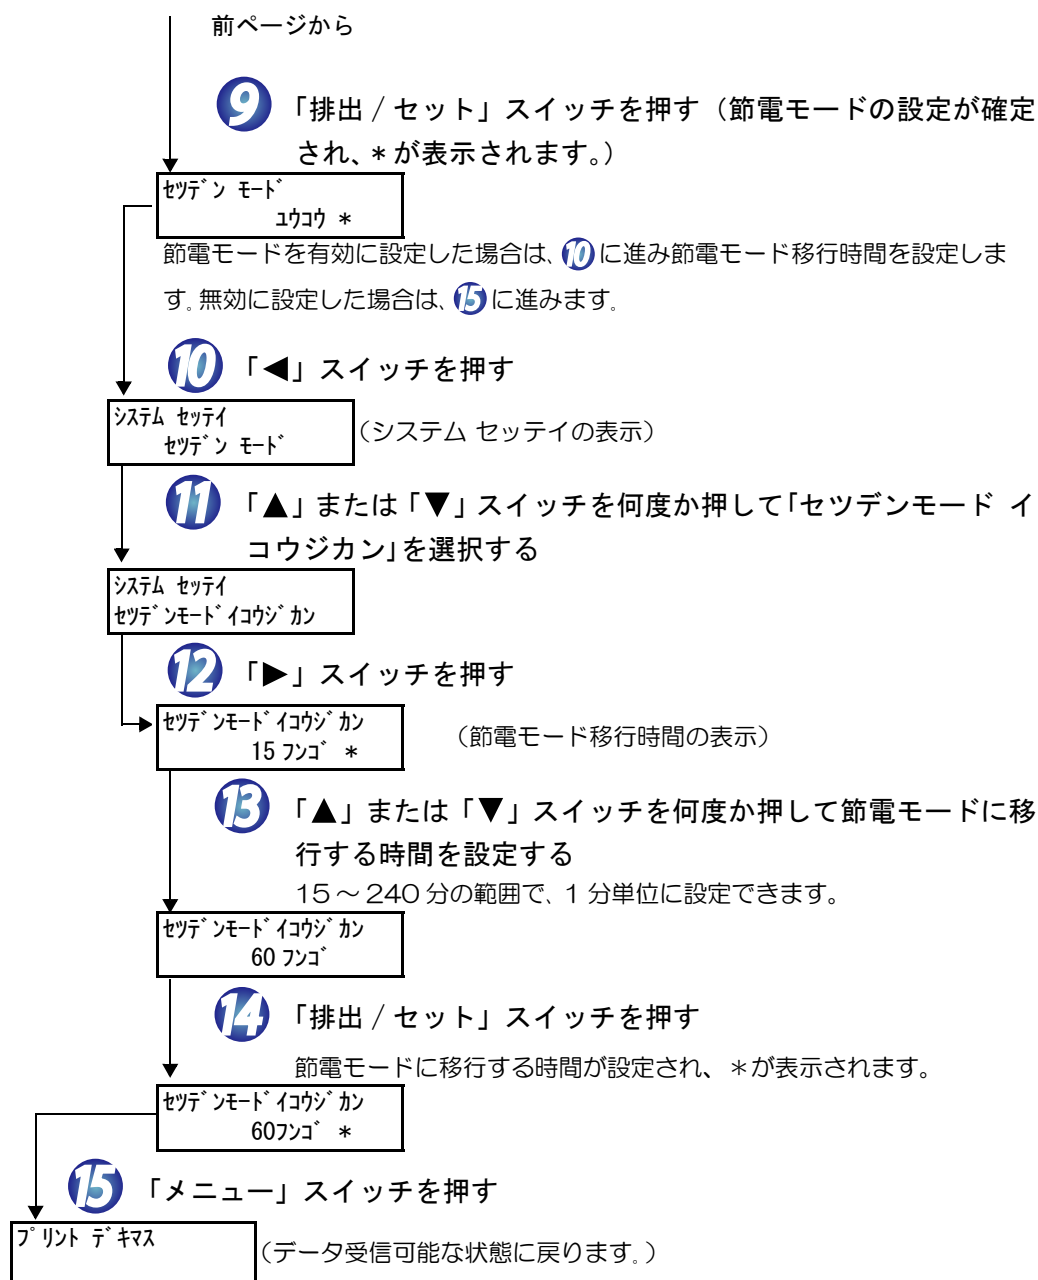 前ページから
9 「排出 / セット」スイッチを押す（節電モードの設定が確定
され、* が表示されます。）
ｾﾂﾃﾞﾝ ﾓｰﾄﾞ
ﾕｳｺｳ *
節電モードを有効に設定した場合は、10 に進み節電モード移行時間を設定しま
す。無効に設定した場合は、15 に進みます。
10 「◀」スイッチを押す
ｼｽﾃﾑ ｾｯﾃｲ
ｾﾂﾃﾞﾝ ﾓｰﾄﾞ
（システム セッテイの表示）
11 「▲」または「▼」スイッチを何度か押して「セツデンモード イ
コウジカン」を選択する
ｼｽﾃﾑ ｾｯﾃｲ
ｾﾂﾃﾞﾝﾓｰﾄﾞｲｺｳｼﾞｶﾝ
12 「▶」スイッチを押す
ｾﾂﾃﾞﾝﾓｰﾄﾞｲｺｳｼﾞｶﾝ
15 ﾌﾝｺﾞ *
（節電モード移行時間の表示）
13 「▲」または「▼」スイッチを何度か押して節電モードに移
行する時間を設定する
15 ～ 240 分の範囲で、1 分単位に設定できます。
ｾﾂﾃﾞﾝﾓｰﾄﾞｲｺｳｼﾞｶﾝ
60 ﾌﾝｺﾞ
14 「排出 / セット」スイッチを押す
節電モードに移行する時間が設定され、＊が表示されます。
ｾﾂﾃﾞﾝﾓｰﾄﾞｲｺｳｼﾞｶﾝ
60ﾌﾝｺﾞ *
15 「メニュー」スイッチを押す
ﾌﾟﾘﾝﾄ ﾃﾞｷﾏｽ
（データ受信可能な状態に戻ります。）